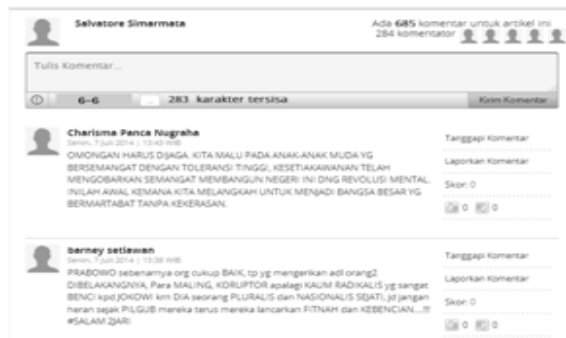 Salvatore Simarmata
Ada 685 komentar untuk artikel ini
284 komentator
Tulis Komentar...
6-6
283 karakter tersisa
Kirim Komentar
Charisma Panca Nugraha
Senin, 7 Juli 2014 | 13:43 WIB
OMONGAN HARUS DIJAGA. KITA MALU PADA ANAK-ANAK MUDA YG
BERSEMANGAT DENGAN TOLERANSI TINGGI, KESETIAKAWANAN TELAH
MENGOBARKAN SEMANGAT MEMBANGUN NEGERI INI DNG REVOLUSI MENTAL.
INILAH AWAL KEMANA KITA MELANGKAH UNTUK MENJADI BANGSA BESAR YG
BERMARTABAT TANPA KEKERASAN.
Tanggapi Komentar
Laporkan Komentar
Skor: 0
0 0
barney setiawan
Senin, 7 Juli 2014 | 13:38 WIB
PRABOWO sebenarnya org cukup BAIK, tp yg mengerikan adl orang2
DIBELAKANGNYA, Para MALING, KORUPTOR apalagi KAUM RADIKALIS yg sangat
BENCI kpd JOKOWI krn DIA seorang PLURALIS dan NASIONALIS SEJATI, jd jangan
heran sejak PILGUB mereka terus mereka lancarkan FITNAH dan KEBENCIAN....!!!
#SALAM 2JARI
Tanggapi Komentar
Laporkan Komentar
Skor: 0
0 0